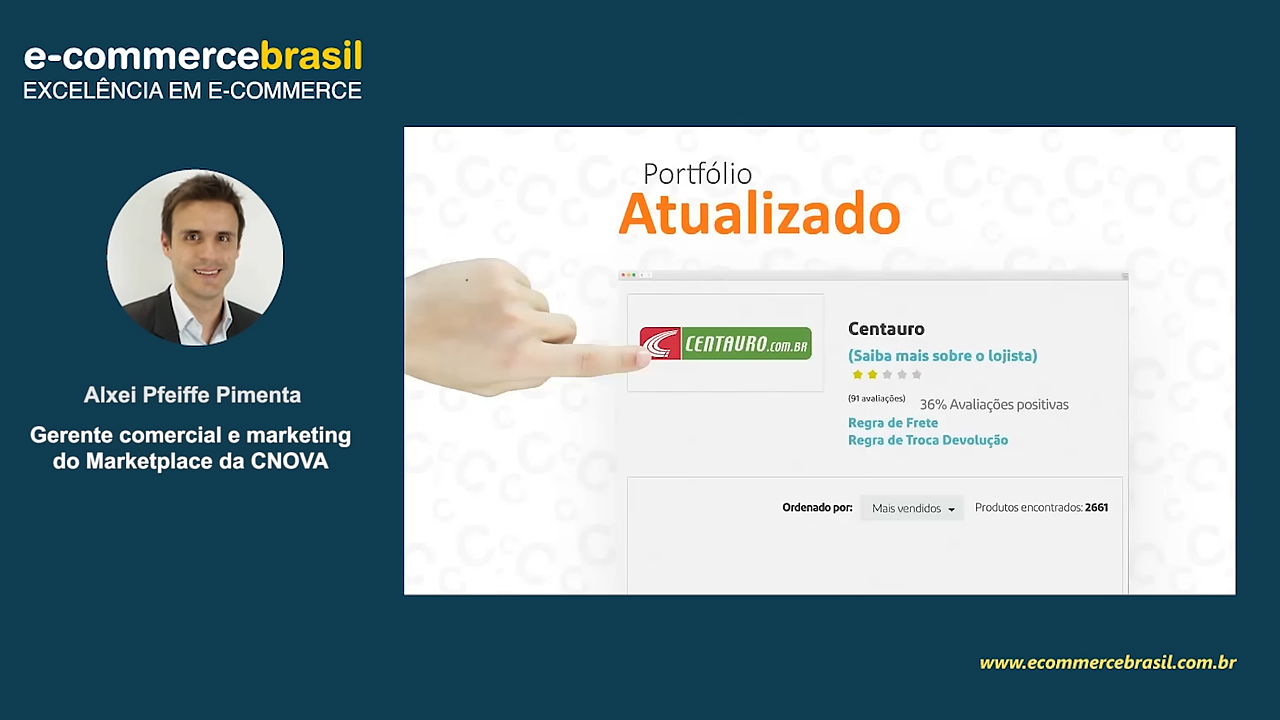 e-commercebrasil
EXCELÊNCIA EM E-COMMERCE
Alxei Pfeiffe Pimenta
Gerente comercial e marketing
do Marketplace da CNOVA
Portfólio
Atualizado
CENTAURO.COM.BR
Centauro
(Saiba mais sobre o lojista)
(91 avaliações) 36% Avaliações positivas
Regra de Frete
Regra de Troca Devolução
Ordenado por: Mais vendidos Produtos encontrados: 2661
www.ecommercebrasil.com.br